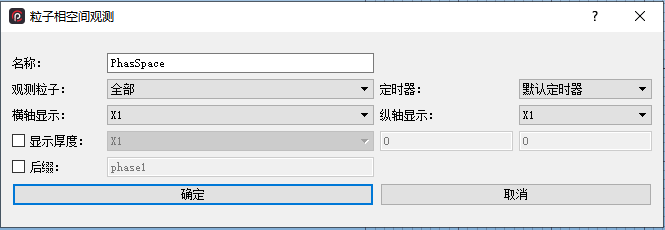 粒子相空间观测
名称: PhasSpace
观测粒子: 全部 定时器: 默认定时器
横轴显示: X1 纵轴显示: X1
显示厚度: X1 0 0
后缀: phase1
确定 取消